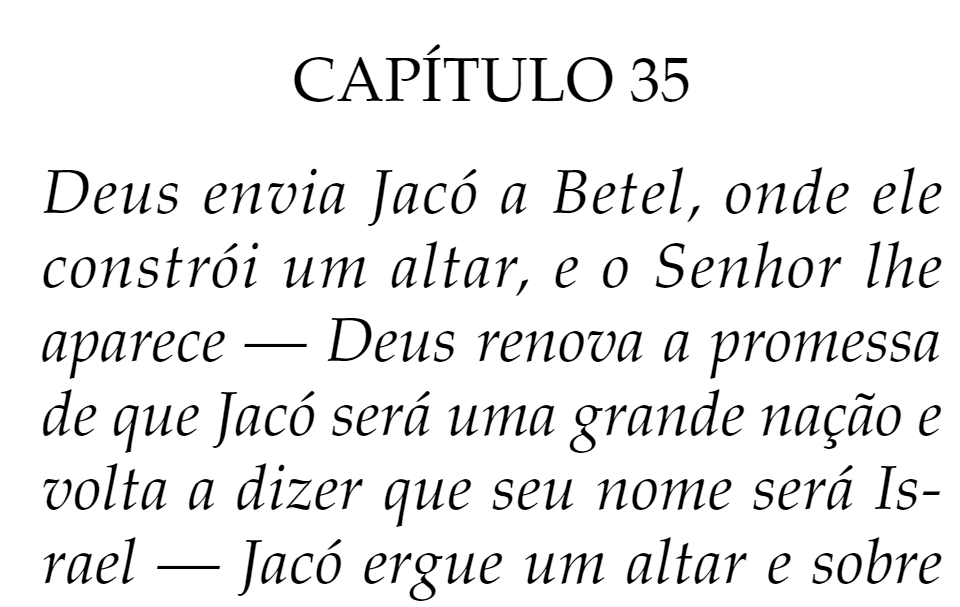 CAPÍTULO 35
Deus envia Jacó a Betel, onde ele
constrói um altar, e o Senhor lhe
aparece — Deus renova a promessa
de que Jacó será uma grande nação e
volta a dizer que seu nome será Is-
rael — Jacó ergue um altar e sobre